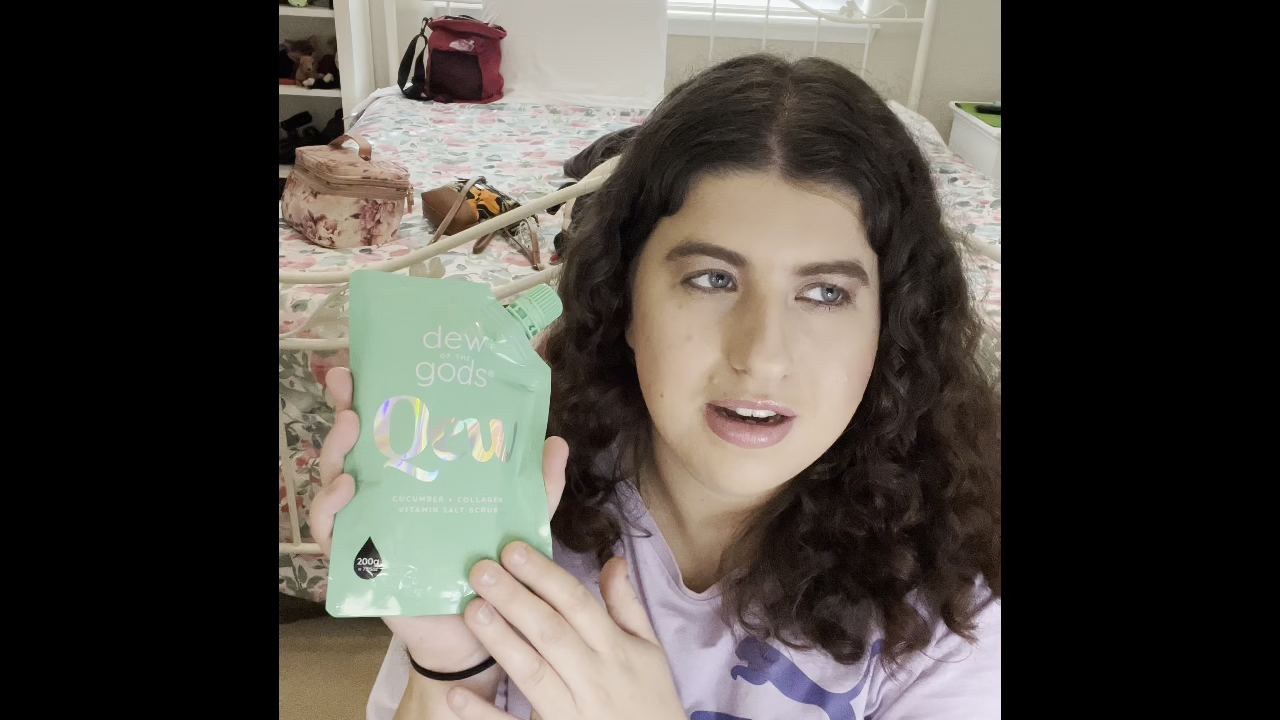 dew
OF THE
gods®
Qew
CUCUMBER + COLLAGEN
VITAMIN SALT SCRUB
200g